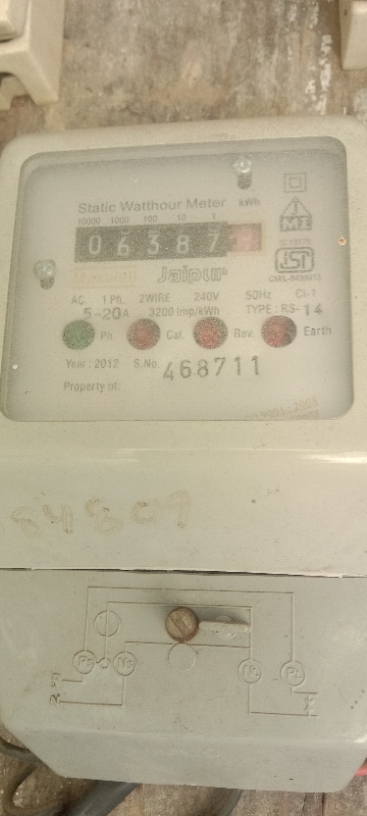 Static Watthour Meter kWh
10000 1000 100 10 1
0 6 3 8 7
Jaipur
AC 1 Ph. 2WIRE 240V 50Hz Cl-1
5-20A 3200 imp/kWh TYPE : RS-14
Ph. Cal. Rev. Earth
Year : 2012 S.No. 468711
Property of:
ISI
84809